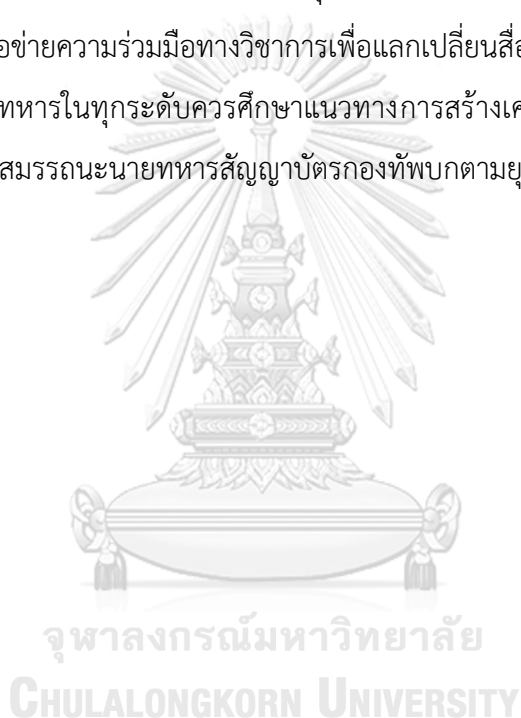 อข่ายความร่วมมือทางวิชาการเพื่อแลกเปลี่ยนสื่อ
ทหารในทุกระดับควรศึกษาแนวทางการสร้างเค
สมรรถนะนายทหารสัญญาบัตรกองทัพบกตามยุ
จุฬาลงกรณ์มหาวิทยาลัย
CHULALONGKORN UNIVERSITY